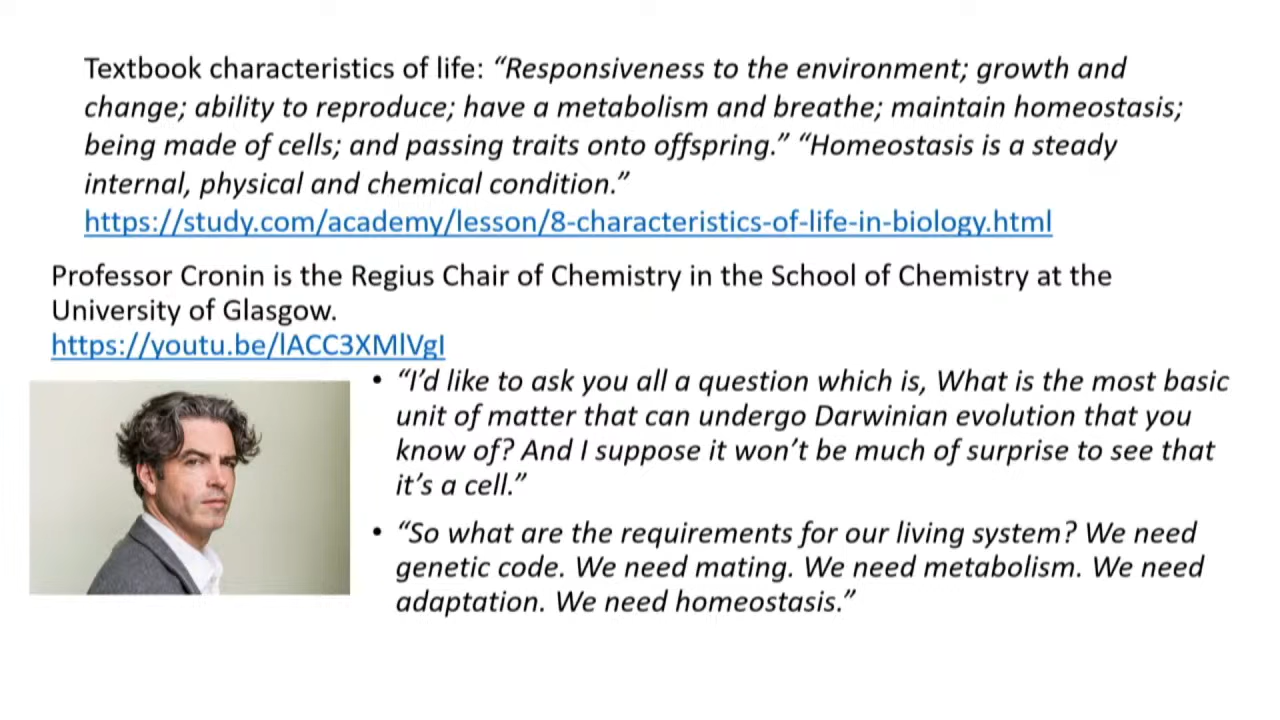 Textbook characteristics of life: “Responsiveness to the environment; growth and
change; ability to reproduce; have a metabolism and breathe; maintain homeostasis;
being made of cells; and passing traits onto offspring.” “Homeostasis is a steady
internal, physical and chemical condition.”
https://study.com/academy/lesson/8-characteristics-of-life-in-biology.html
Professor Cronin is the Regius Chair of Chemistry in the School of Chemistry at the
University of Glasgow.
https://youtu.be/lACC3XMlVgI
• “I’d like to ask you all a question which is, What is the most basic
unit of matter that can undergo Darwinian evolution that you
know of? And I suppose it won’t be much of surprise to see that
it’s a cell.”
• “So what are the requirements for our living system? We need
genetic code. We need mating. We need metabolism. We need
adaptation. We need homeostasis.”